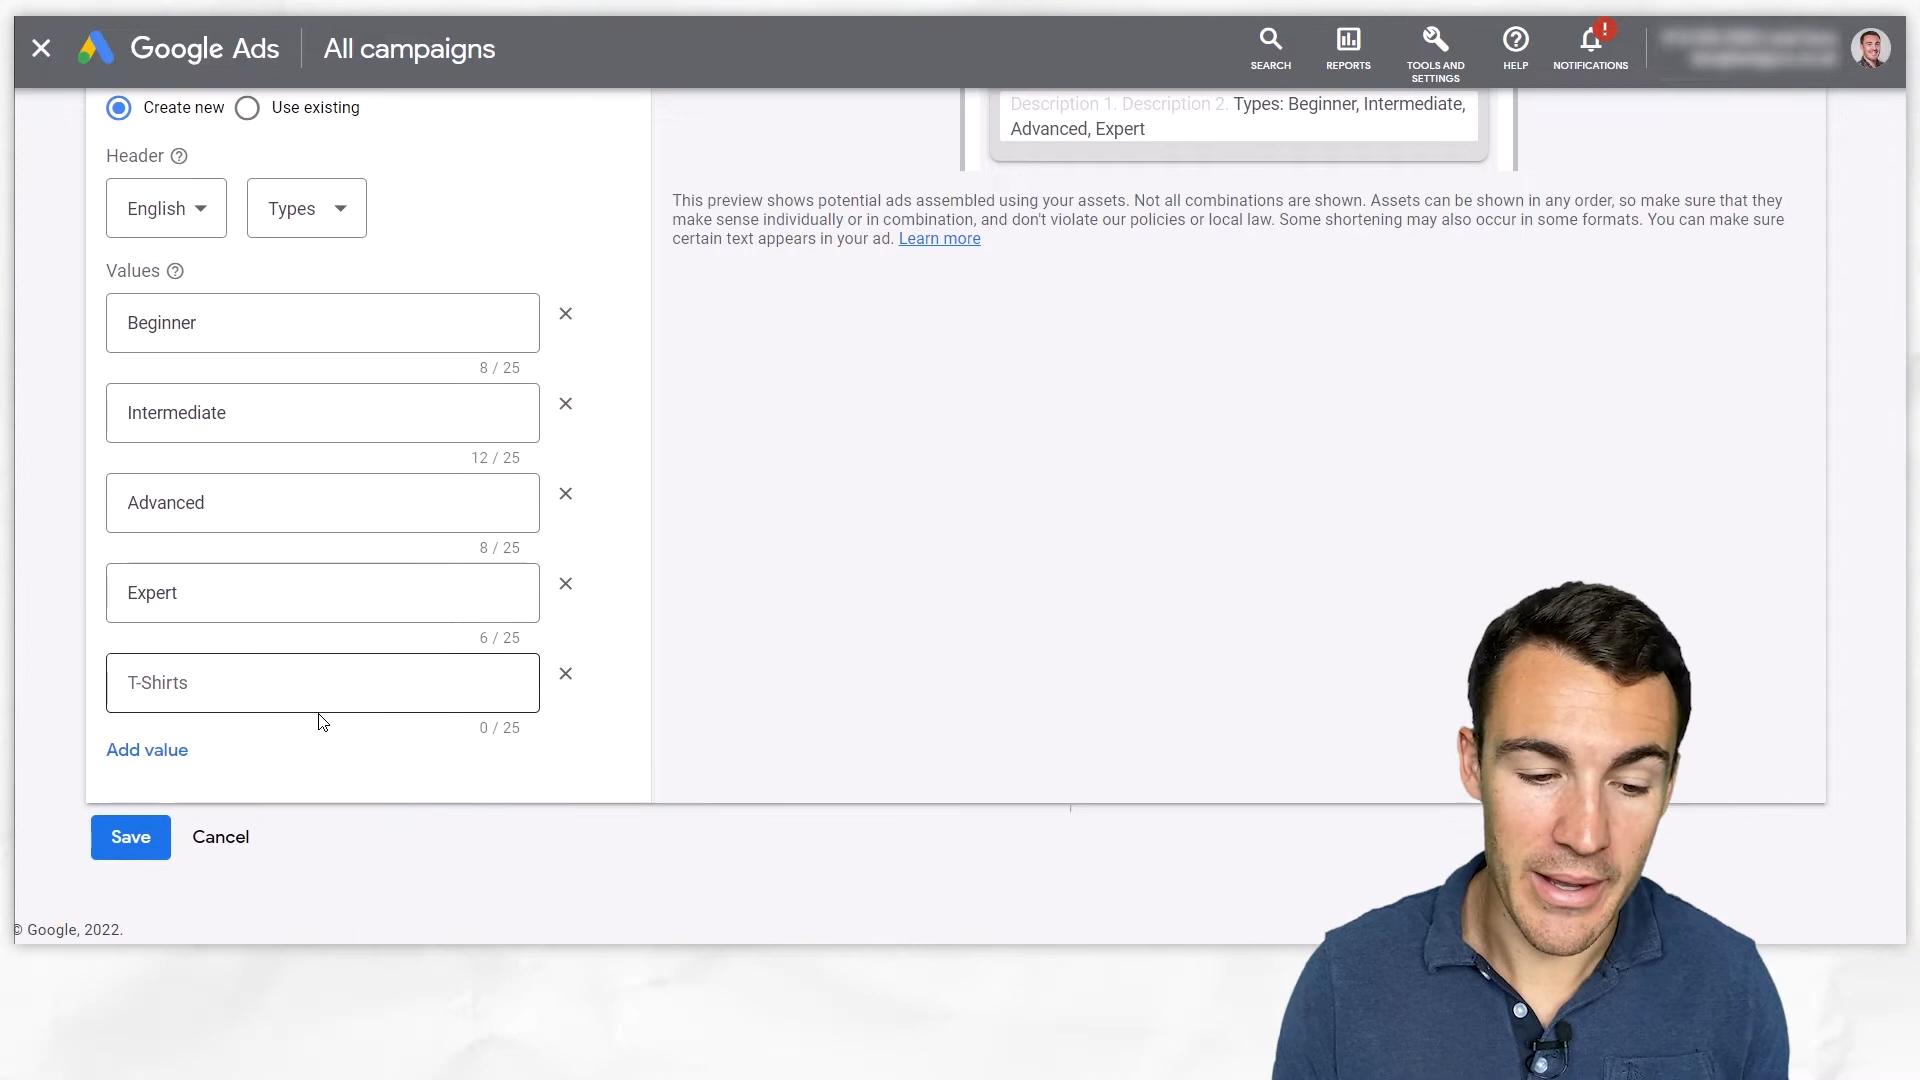 Google Ads
All campaigns
SEARCH
REPORTS
TOOLS AND
SETTINGS
HELP
!
NOTIFICATIONS
Create new
Use existing
Header ?
English
Types
Values ?
Beginner
8 / 25
Intermediate
12 / 25
Advanced
8 / 25
Expert
6 / 25
T-Shirts
0 / 25
Add value
Save
Cancel
Description 1. Description 2. Types: Beginner, Intermediate,
Advanced, Expert
This preview shows potential ads assembled using your assets. Not all combinations are shown. Assets can be shown in any order, so make sure that they
make sense individually or in combination, and don't violate our policies or local law. Some shortening may also occur in some formats. You can make sure
certain text appears in your ad. Learn more
© Google, 2022.